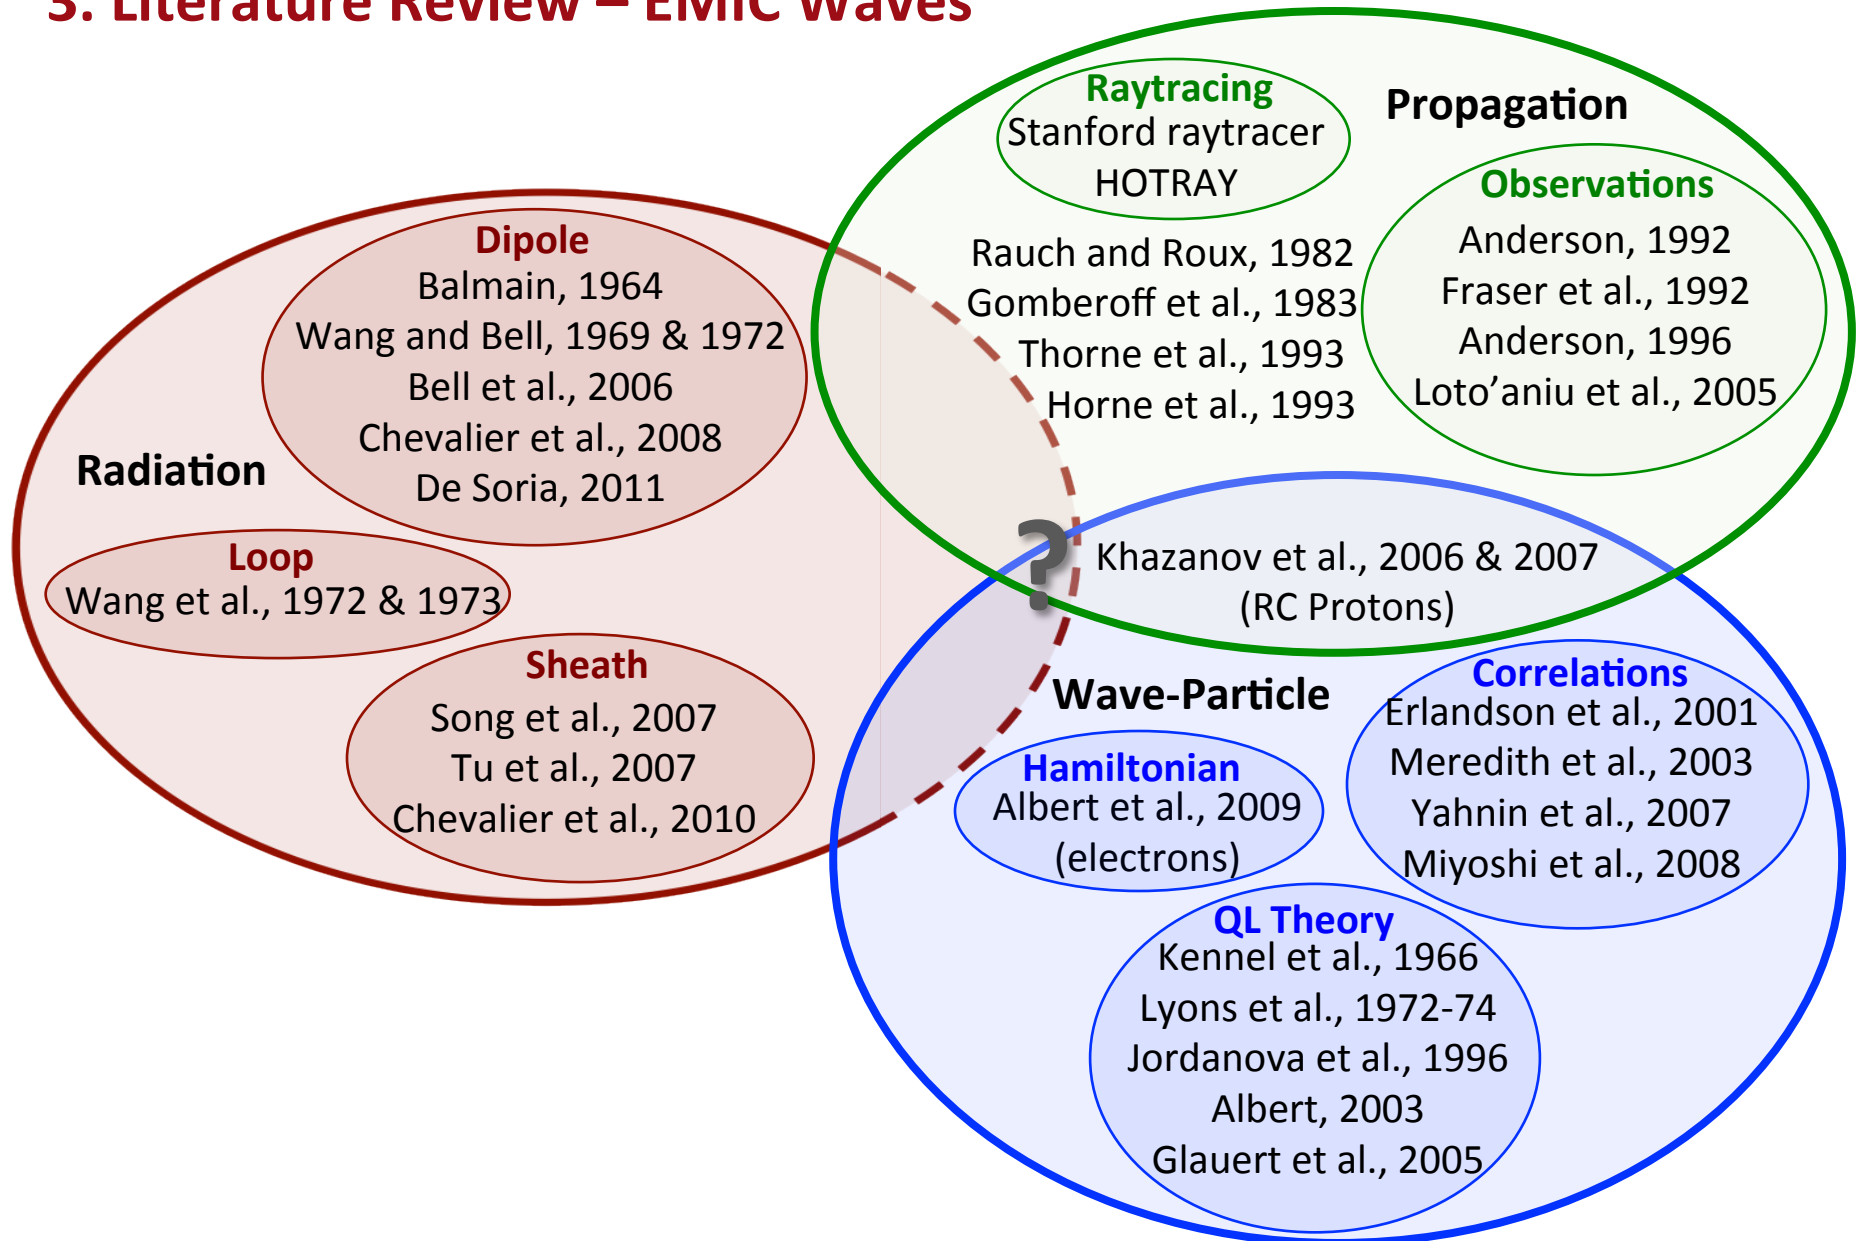 3. Literature Review – EMIC Waves
Raytracing
Stanford raytracer
HOTRAY
Propagation
Observations
Anderson, 1992
Fraser et al., 1992
Anderson, 1996
Loto’aniu et al., 2005
Rauch and Roux, 1982
Gomberoff et al., 1983
Thorne et al., 1993
Horne et al., 1993
Dipole
Balmain, 1964
Wang and Bell, 1969 & 1972
Bell et al., 2006
Chevalier et al., 2008
De Soria, 2011
Radiation
Loop
Wang et al., 1972 & 1973
Sheath
Song et al., 2007
Tu et al., 2007
Chevalier et al., 2010
?
Khazanov et al., 2006 & 2007
(RC Protons)
Wave-Particle
Correlations
Erlandson et al., 2001
Meredith et al., 2003
Yahnin et al., 2007
Miyoshi et al., 2008
Hamiltonian
Albert et al., 2009
(electrons)
QL Theory
Kennel et al., 1966
Lyons et al., 1972-74
Jordanova et al., 1996
Albert, 2003
Glauert et al., 2005